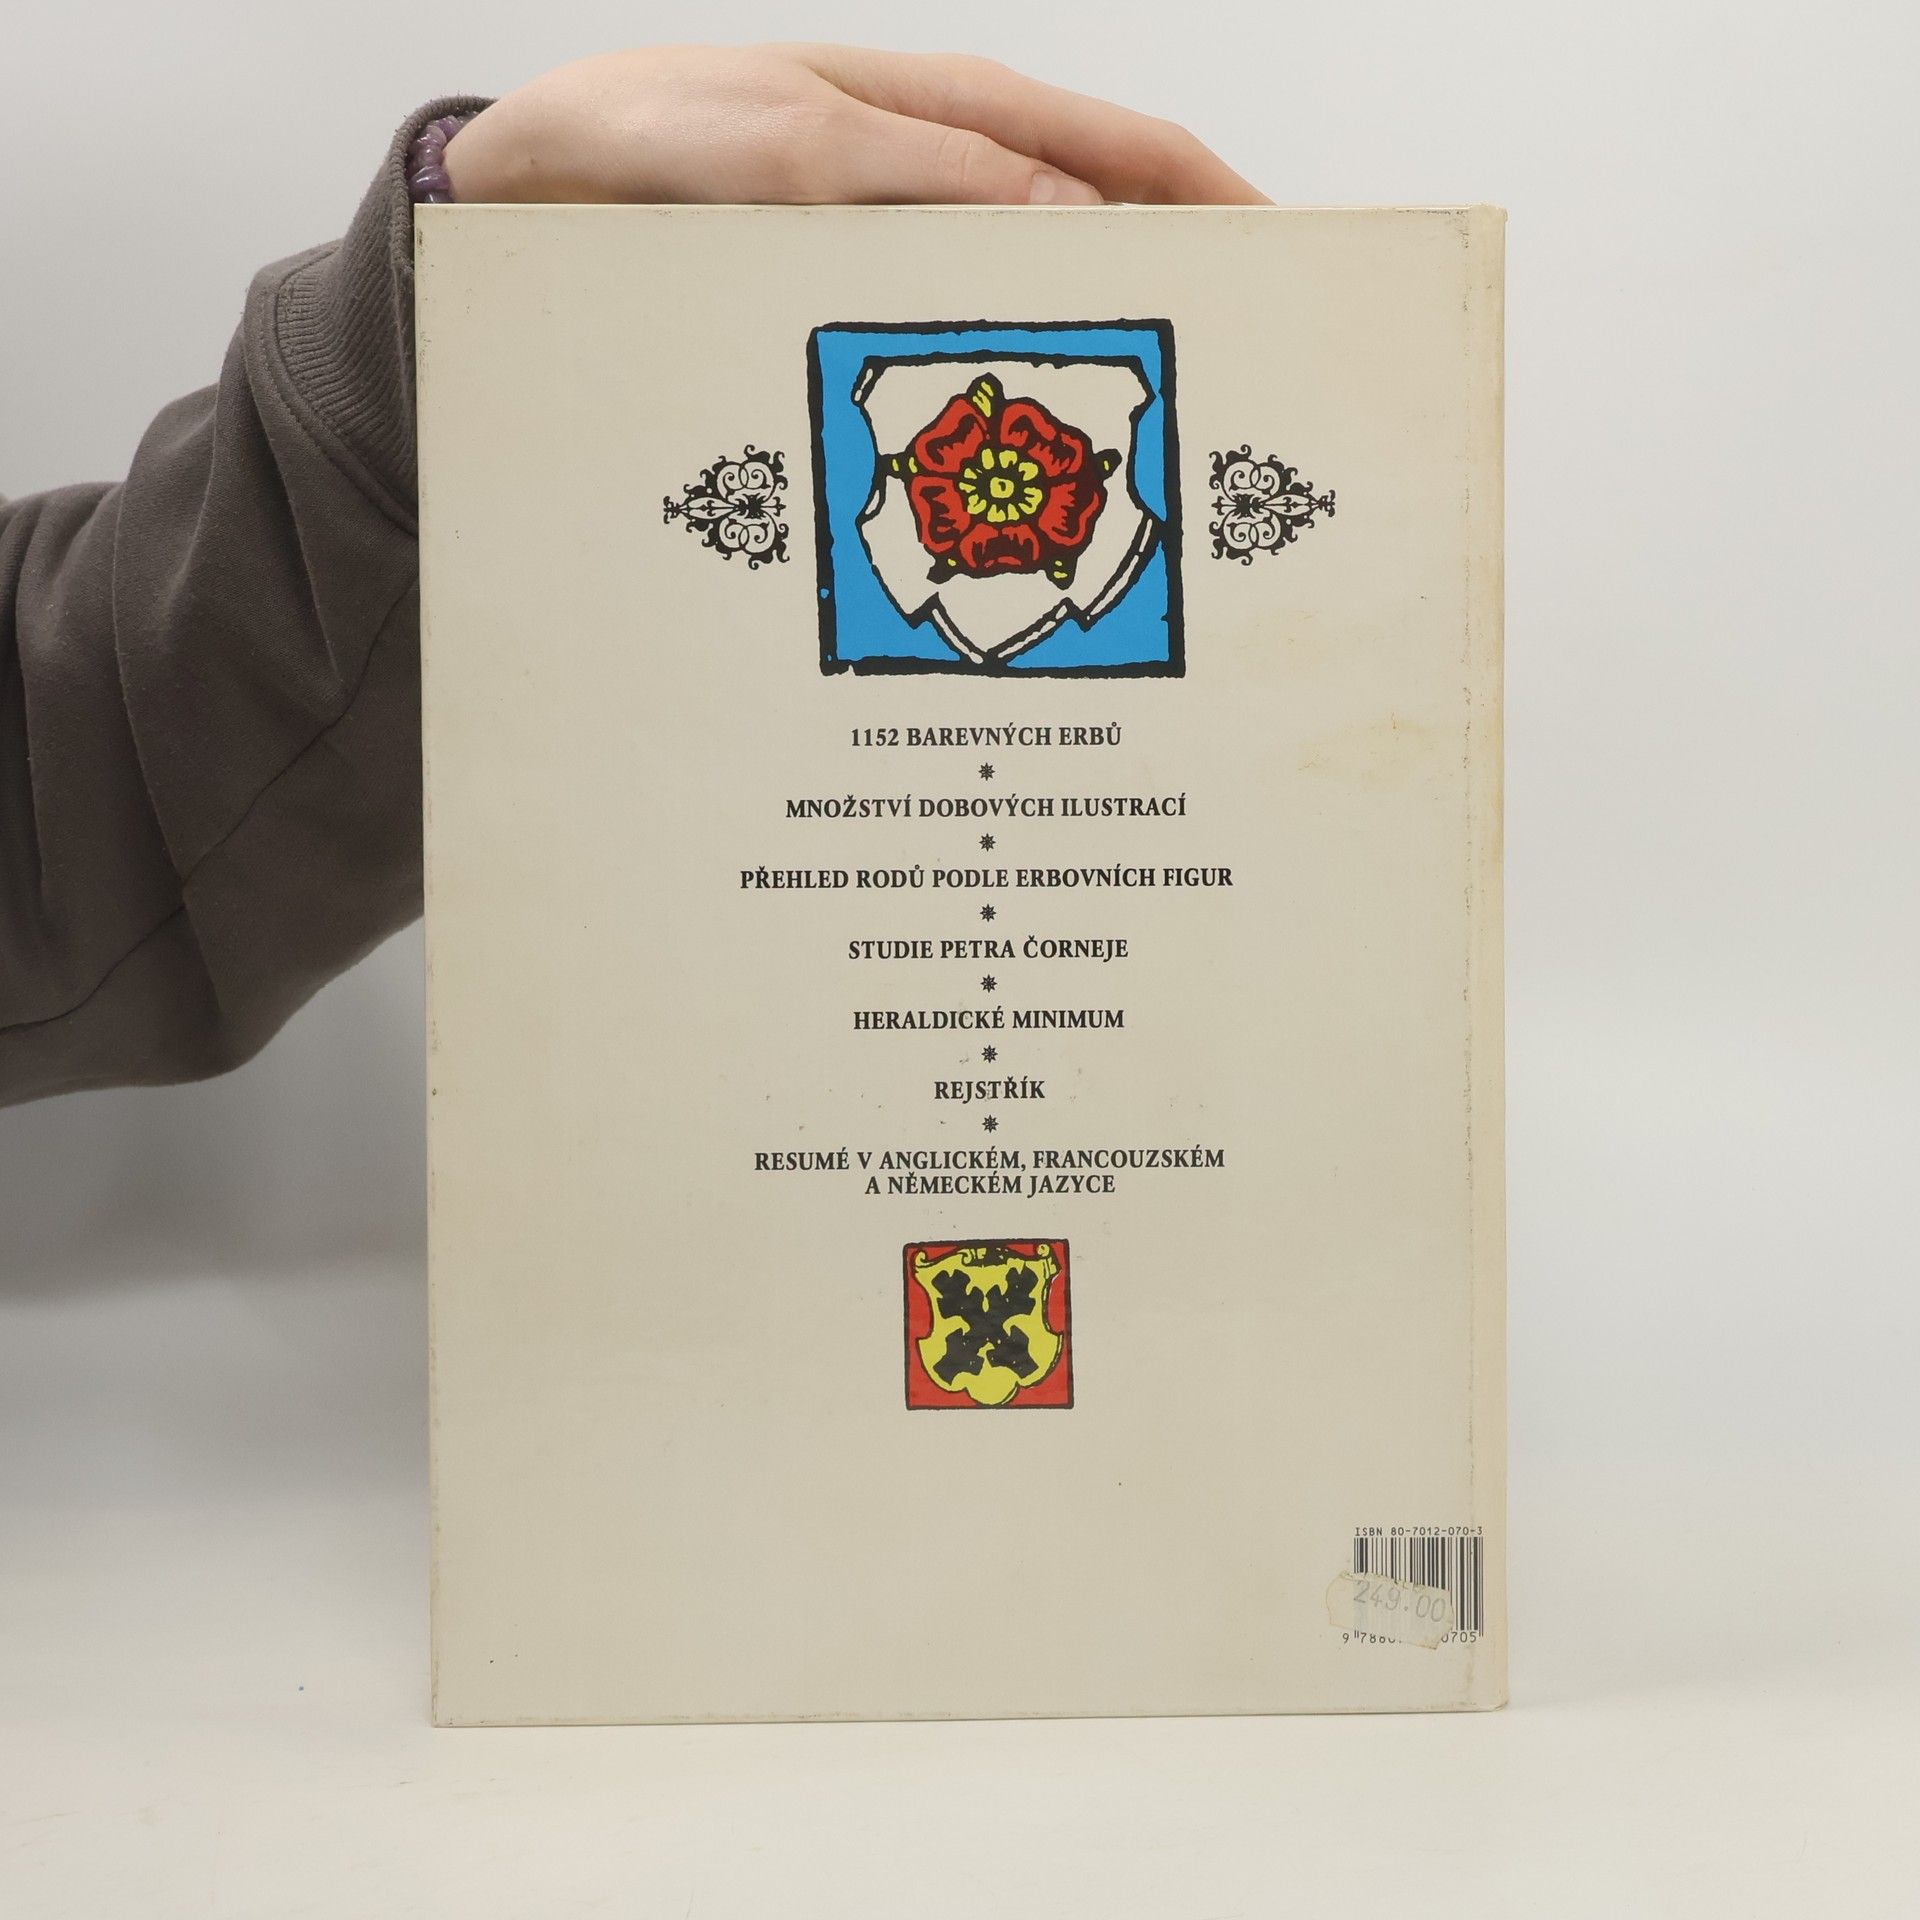 1152 BAREVNÝCH ERBŮ
MNOŽSTVÍ DOBOVÝCH ILUSTRACÍ
PŘEHLED RODŮ PODLE ERBOVNÍCH FIGUR
STUDIE PETRA ČORNEJE
HERALDICKÉ MINIMUM
REJSTŘÍK
RESUMÉ V ANGLICKÉM, FRANCOUZSKÉM
A NĚMECKÉM JAZYCE
ISBN 80-7012-070-3
249.00